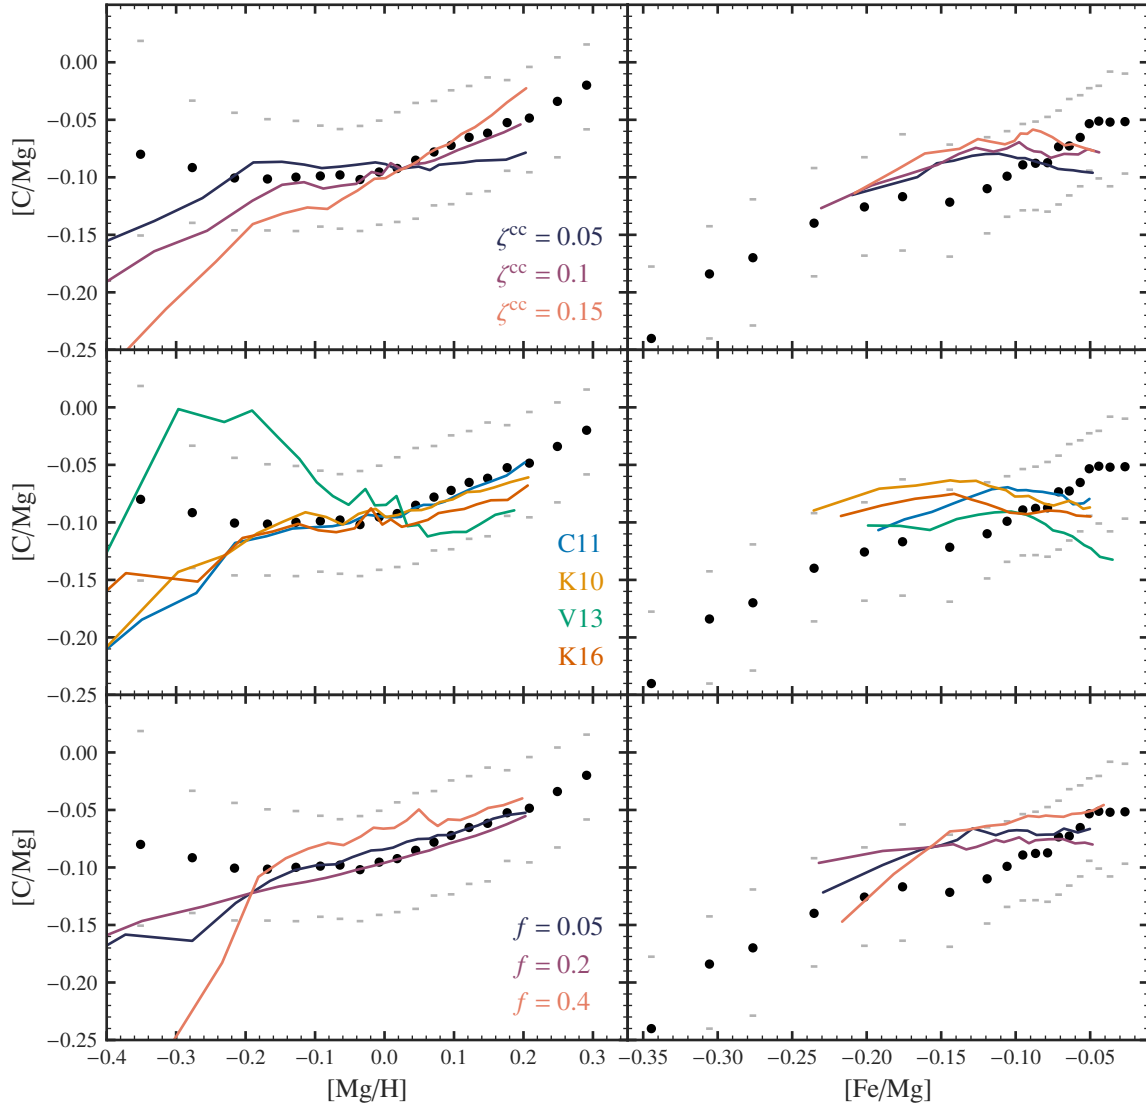 0.00
−0.05
−0.10
−0.15
−0.20
−0.25
[C/Mg]
ζcc = 0.05
ζcc = 0.1
ζcc = 0.15
0.00
−0.05
−0.10
−0.15
−0.20
−0.25
[C/Mg]
C11
K10
V13
K16
0.00
−0.05
−0.10
−0.15
−0.20
−0.25
[C/Mg]
f = 0.05
f = 0.2
f = 0.4
−0.4 −0.3 −0.2 −0.1 0.0 0.1 0.2 0.3
−0.35 −0.30 −0.25 −0.20 −0.15 −0.10 −0.05
[Mg/H]
[Fe/Mg]